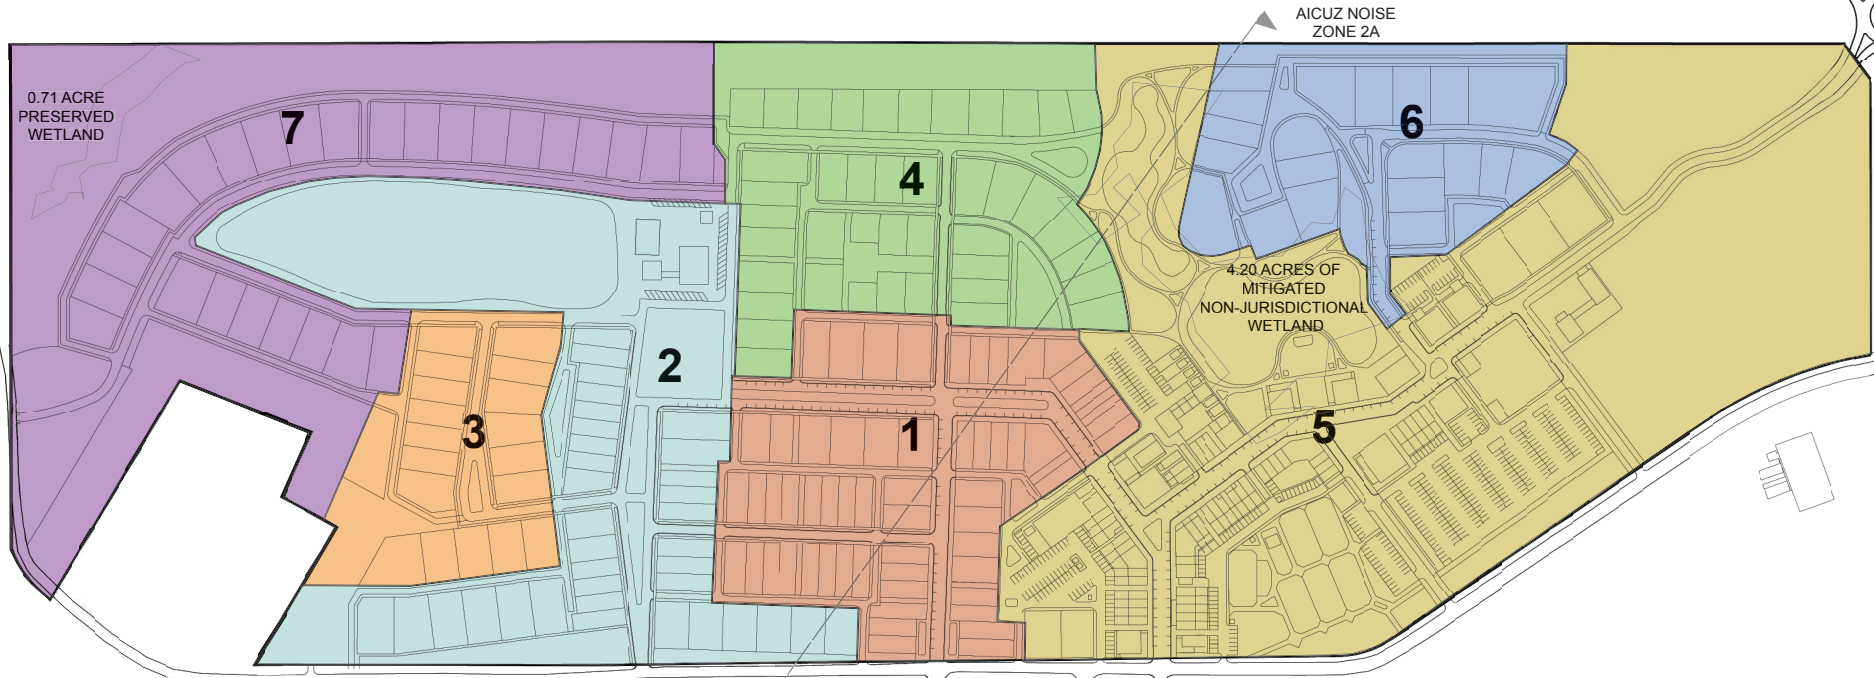 AICUZ NOISE
ZONE 2A
0.71 ACRE
PRESERVED
WETLAND
7
6
4
4.20 ACRES OF
MITIGATED
NON-JURISDICTIONAL
WETLAND
2
3
1
5